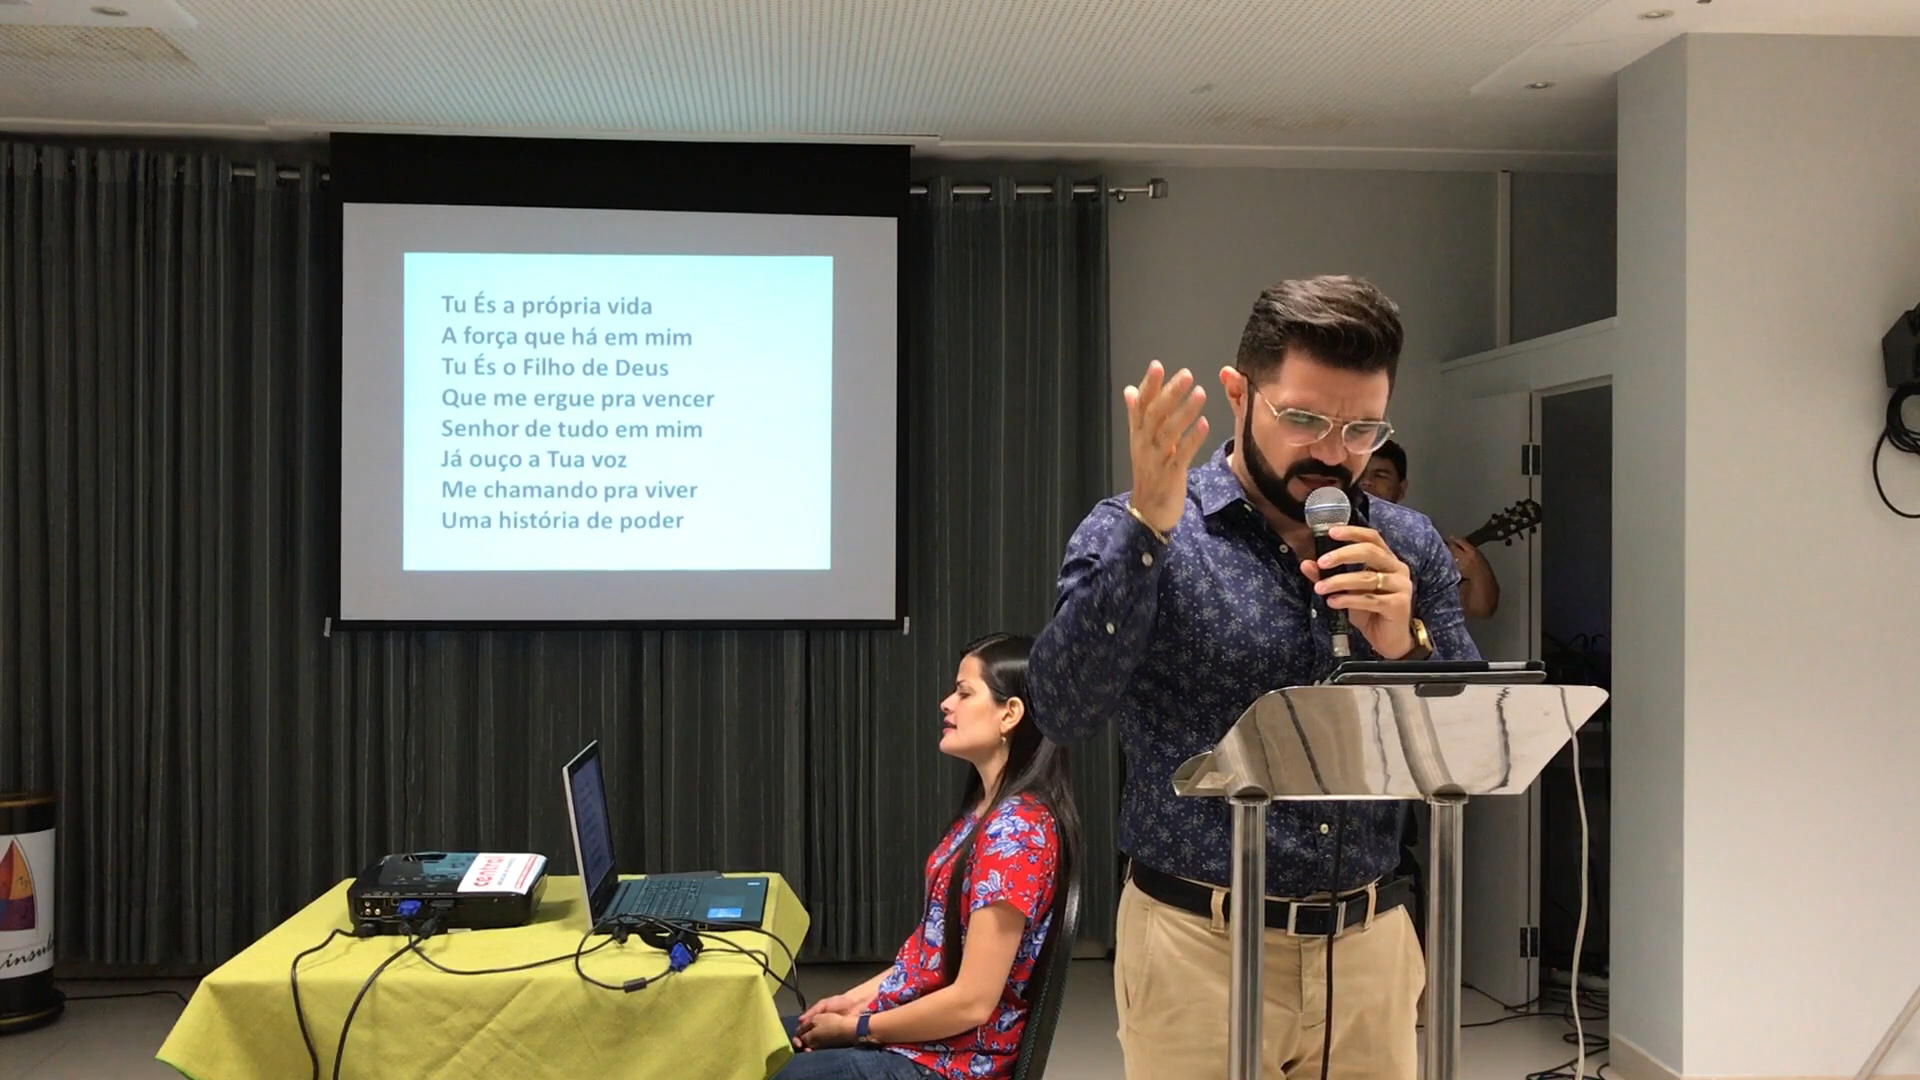 Tu És a própria vida
A força que há em mim
Tu És o Filho de Deus
Que me ergue pra vencer
Senhor de tudo em mim
Já ouço a Tua voz
Me chamando pra viver
Uma história de poder
central